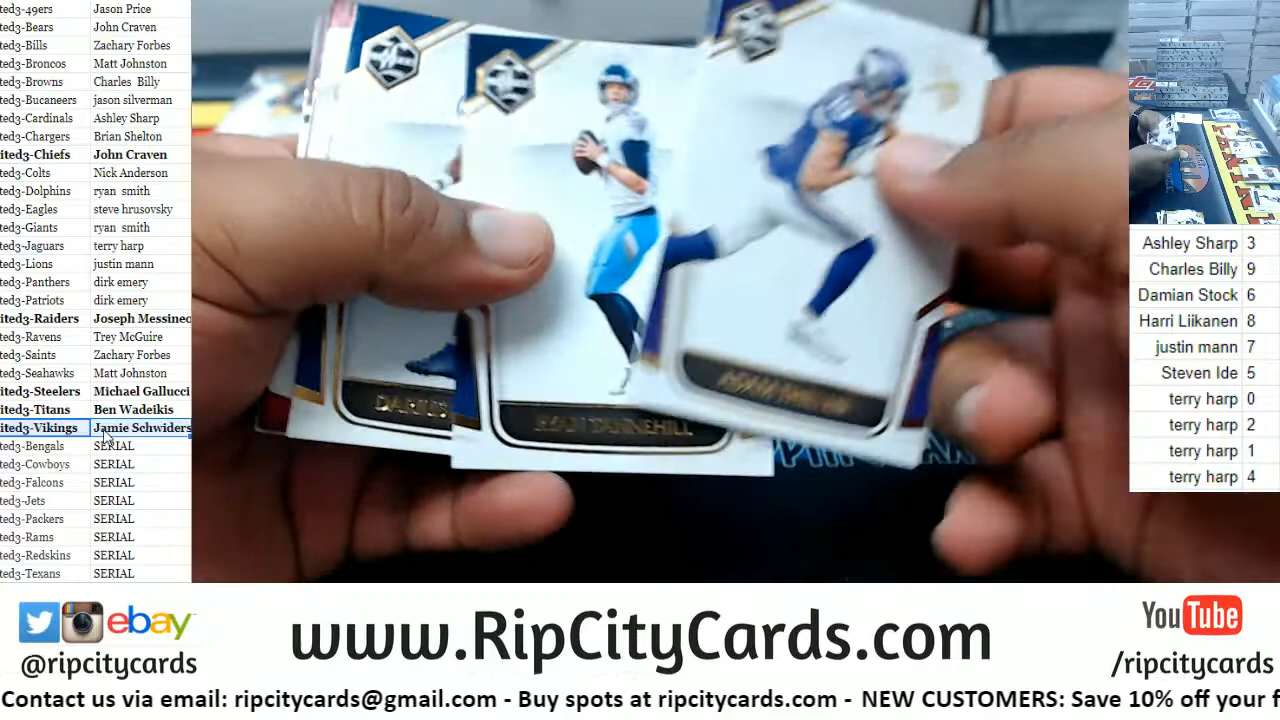 ted3-49ers Jason Price
ted3-Bears John Craven
ted3-Bills Zachary Forbes
ted3-Broncos Matt Johnston
ted3-Browns Charles Billy
ted3-Bucaneers jason silverman
ted3-Cardinals Ashley Sharp
ted3-Chargers Brian Shelton
ited3-Chiefs John Craven
ted3-Colts Nick Anderson
ted3-Dolphins ryan smith
ted3-Eagles steve hrusovsky
ted3-Giants ryan smith
ted3-Jaguars terry harp
ted3-Lions justin mann
ted3-Panthers dirk emery
ted3-Patriots dirk emery
ited3-Raiders Joseph Messineo
ted3-Ravens Trey McGuire
ted3-Saints Zachary Forbes
ted3-Seahawks Matt Johnston
ited3-Steelers Michael Gallucci
ited3-Titans Ben Wadeikis
ited3-Vikings Jamie Schwiders
ted3-Bengals SERIAL
ted3-Cowboys SERIAL
ted3-Falcons SERIAL
ted3-Jets SERIAL
ted3-Packers SERIAL
ted3-Rams SERIAL
ted3-Redskins SERIAL
ted3-Texans SERIAL
DARIUS
RYAN TANNEHILL
Ashley Sharp 3
Charles Billy 9
Damian Stock 6
Harri Liikanen 8
justin mann 7
Steven Ide 5
terry harp 0
terry harp 2
terry harp 1
terry harp 4
ebay
@ripcitycards
www.RipCityCards.com
YouTube
/ripcitycards
Contact us via email: ripcitycards@gmail.com - Buy spots at ripcitycards.com - NEW CUSTOMERS: Save 10% off your f